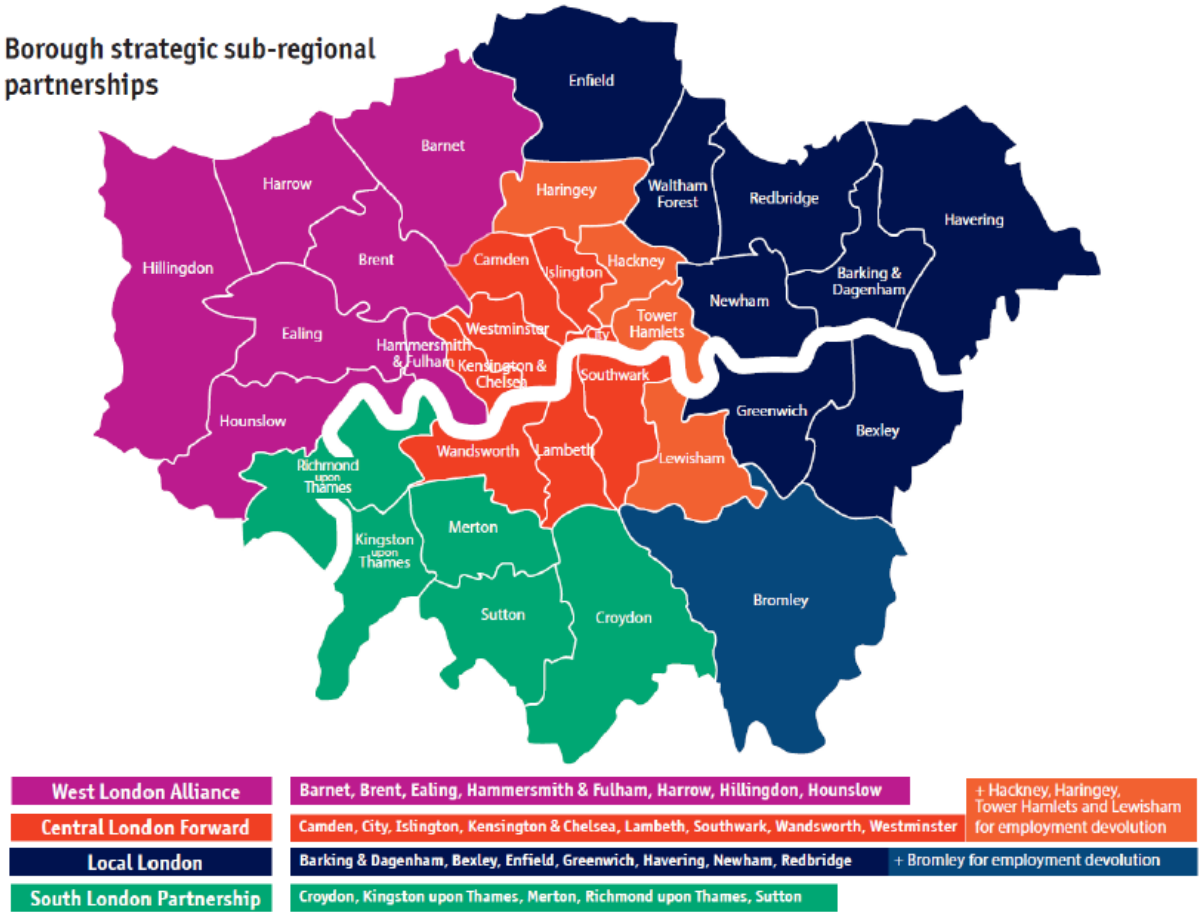 Borough strategic sub-regional
partnerships
Enfield
Barnet
Harrow
Haringey
Waltham
Forest
Redbridge
Havering
Hillingdon
Brent
Camden
Islington
Hackney
Barking &
Dagenham
Newham
Ealing
Westminster
City
Tower
Hamlets
Hammersmith
& Fulham
Kensington &
Chelsea
Southwark
Greenwich
Hounslow
Bexley
Wandsworth
Lambeth
Lewisham
Richmond
upon
Thames
Merton
Kingston
upon
Thames
Bromley
Sutton
Croydon
West London Alliance
Barnet, Brent, Ealing, Hammersmith & Fulham, Harrow, Hillingdon, Hounslow
+ Hackney, Haringey,
Tower Hamlets and Lewisham
for employment devolution
Central London Forward
Camden, City, Islington, Kensington & Chelsea, Lambeth, Southwark, Wandsworth, Westminster
Local London
Barking & Dagenham, Bexley, Enfield, Greenwich, Havering, Newham, Redbridge
+ Bromley for employment devolution
South London Partnership
Croydon, Kingston upon Thames, Merton, Richmond upon Thames, Sutton